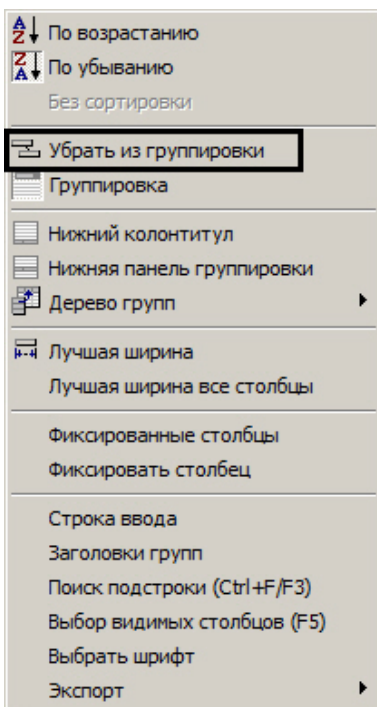 По возрастанию
По убыванию
Без сортировки
Убрать из группировки
Группировка
Нижний колонтитул
Нижняя панель группировки
Дерево групп
Лучшая ширина
Лучшая ширина все столбцы
Фиксированные столбцы
Фиксировать столбец
Строка ввода
Заголовки групп
Поиск подстроки (Ctrl+F/F3)
Выбор видимых столбцов (F5)
Выбрать шрифт
Экспорт